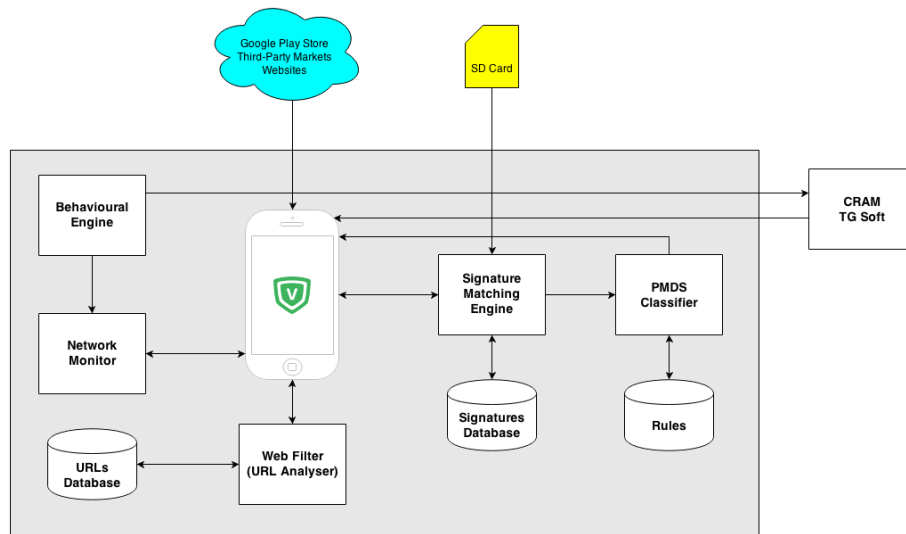 Google Play Store
Third-Party Markets
Websites
SD Card
Behavioural
Engine
CRAM
TG Soft
V
Signature
Matching
Engine
PMDS
Classifier
Network
Monitor
Signatures
Database
Rules
Web Filter
(URL Analyser)
URLs
Database